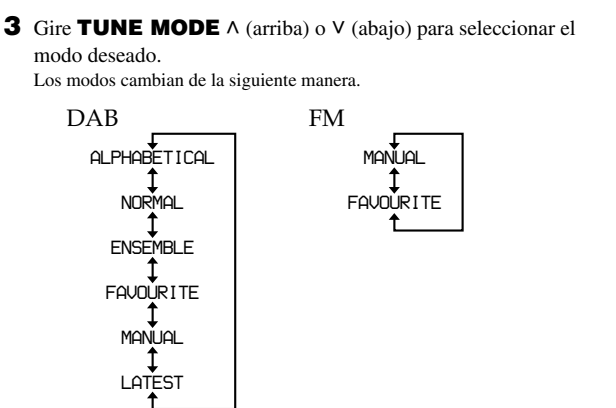 3 Gire TUNE MODE ∧ (arriba) o ∨ (abajo) para seleccionar el
modo deseado.
Los modos cambian de la siguiente manera.
DAB
ALPHABETICAL
NORMAL
ENSEMBLE
FAVOURITE
MANUAL
LATEST
FM
MANUAL
FAVOURITE